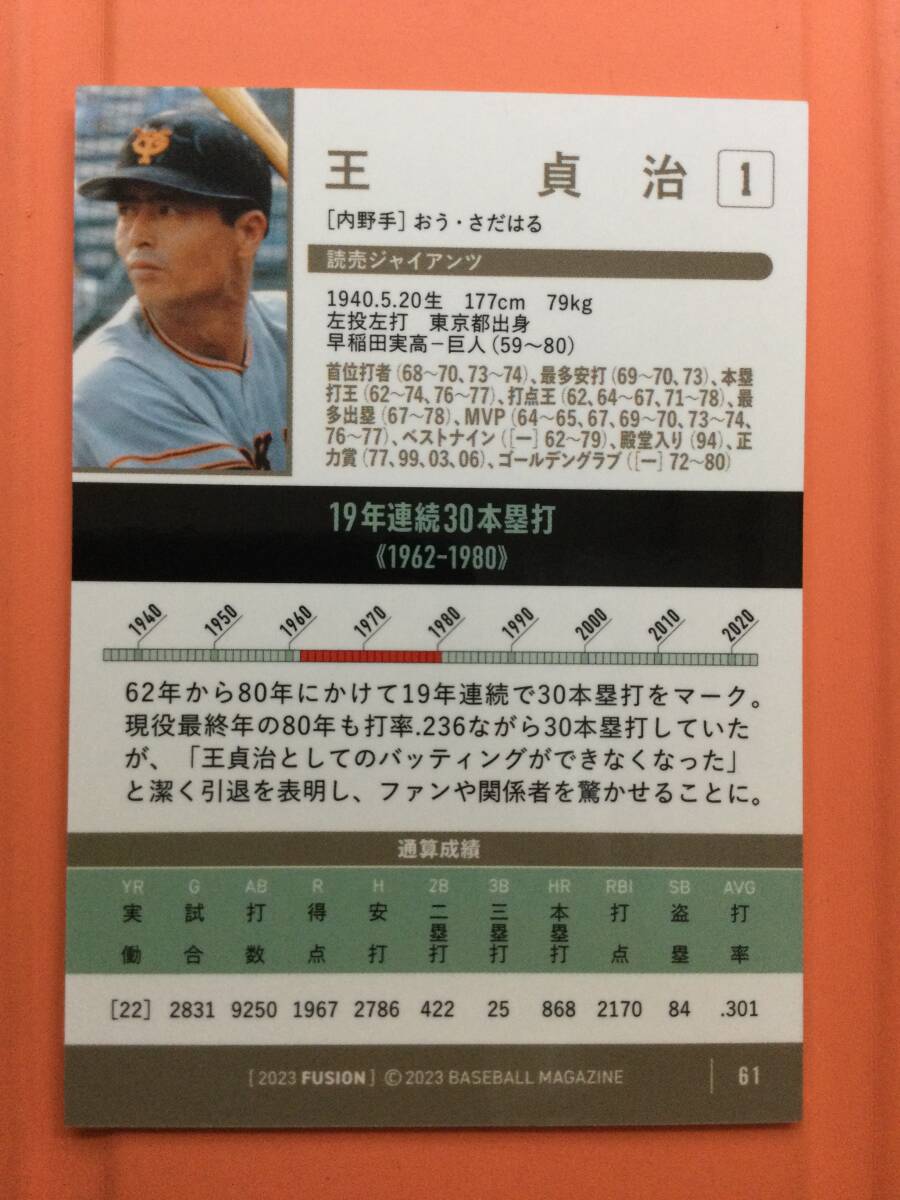 王 貞 治 1
[内野手] おう・さだはる
読売ジャイアンツ
1940.5.20生 177cm 79kg
左投左打 東京都出身
早稲田実高−巨人(59〜80)
首位打者(68〜70、73〜74)、最多安打(69〜70、73)、本塁
打王(62〜74、76〜77)、打点王(62、64〜67、71〜78)、最
多出塁(67〜78)、MVP(64〜65、67、69〜70、73〜74、
76〜77)、ベストナイン([一]62〜79)、殿堂入り(94)、正
力賞(77、99、03、06)、ゴールデングラブ([一]72〜80)
19年連続30本塁打
《1962-1980》
1940 1950 1960 1970 1980 1990 2000 2010 2020
62年から80年にかけて19年連続で30本塁打をマーク。
現役最終年の80年も打率.236ながら30本塁打していた
が、「王貞治としてのバッティングができなくなった」
と潔く引退を表明し、ファンや関係者を驚かせることに。
通算成績
YR G AB R H 2B 3B HR RBI SB AVG
実働 試合 打数 得点 安打 二塁打 三塁打 本塁打 打点 盗塁 打率
[22] 2831 9250 1967 2786 422 25 868 2170 84 .301
[2023 FUSION] ©2023 BASEBALL MAGAZINE 61